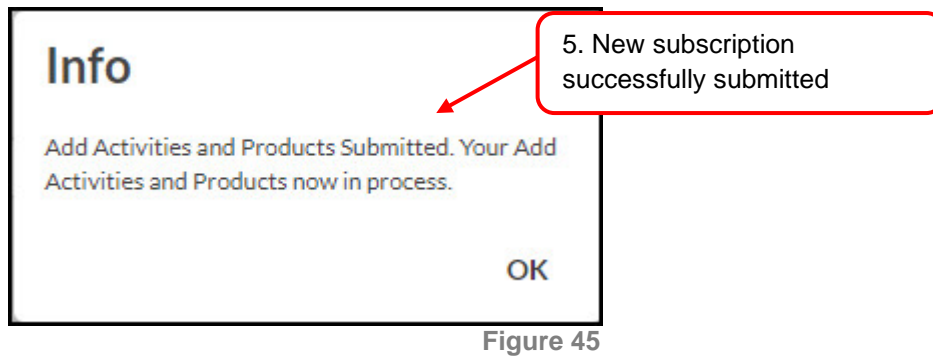 Info
5. New subscription
successfully submitted
Add Activities and Products Submitted. Your Add
Activities and Products now in process.
OK
Figure 45